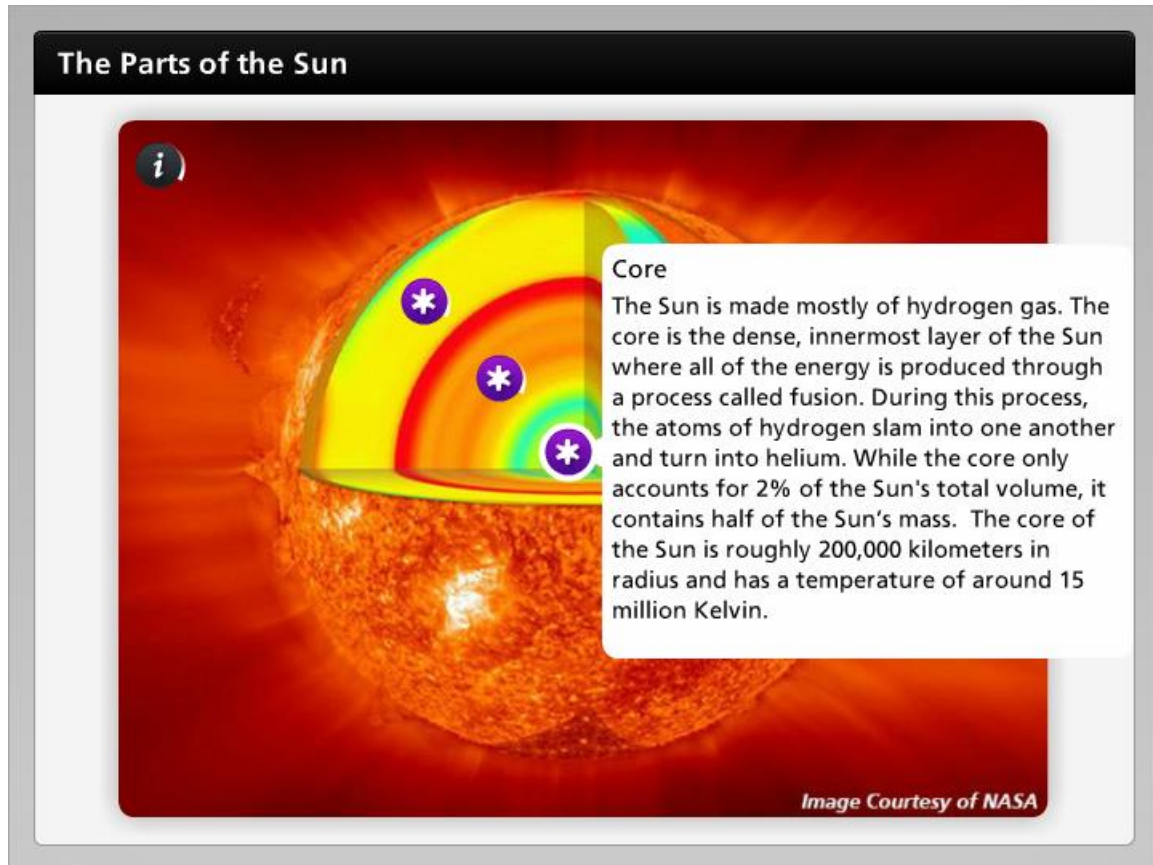 The Parts of the Sun
i
Core
The Sun is made mostly of hydrogen gas. The
core is the dense, innermost layer of the Sun
where all of the energy is produced through
a process called fusion. During this process,
the atoms of hydrogen slam into one another
and turn into helium. While the core only
accounts for 2% of the Sun's total volume, it
contains half of the Sun's mass.  The core of
the Sun is roughly 200,000 kilometers in
radius and has a temperature of around 15
million Kelvin.
Image Courtesy of NASA